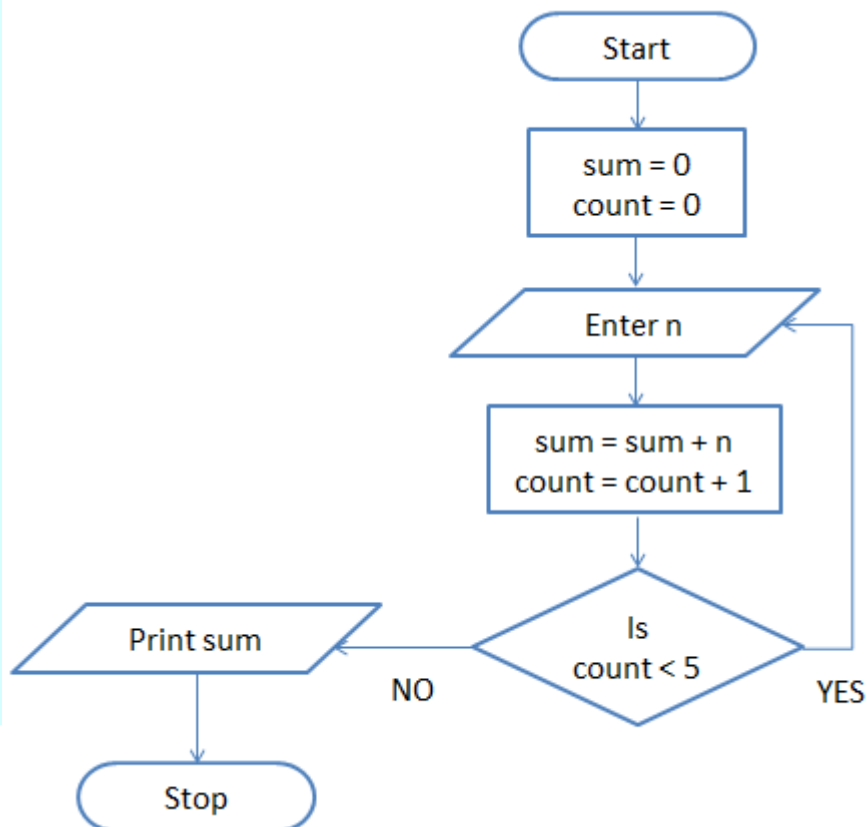 Start
sum = 0
count = 0
Enter n
sum = sum + n
count = count + 1
Is
count < 5
YES
NO
Print sum
Stop